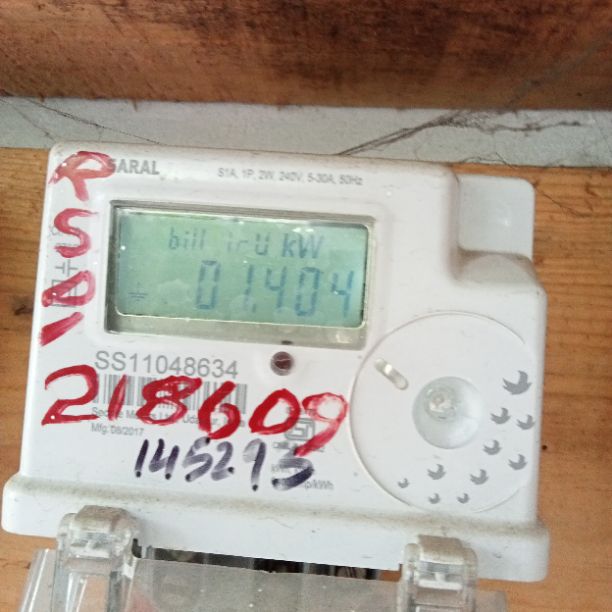 SARAL
S1A, 1P, 2W, 240V, 5-30A, 50Hz
RSD1
bill kW
01.404
SS11048634
218609
Mfg. 08/2017
145293